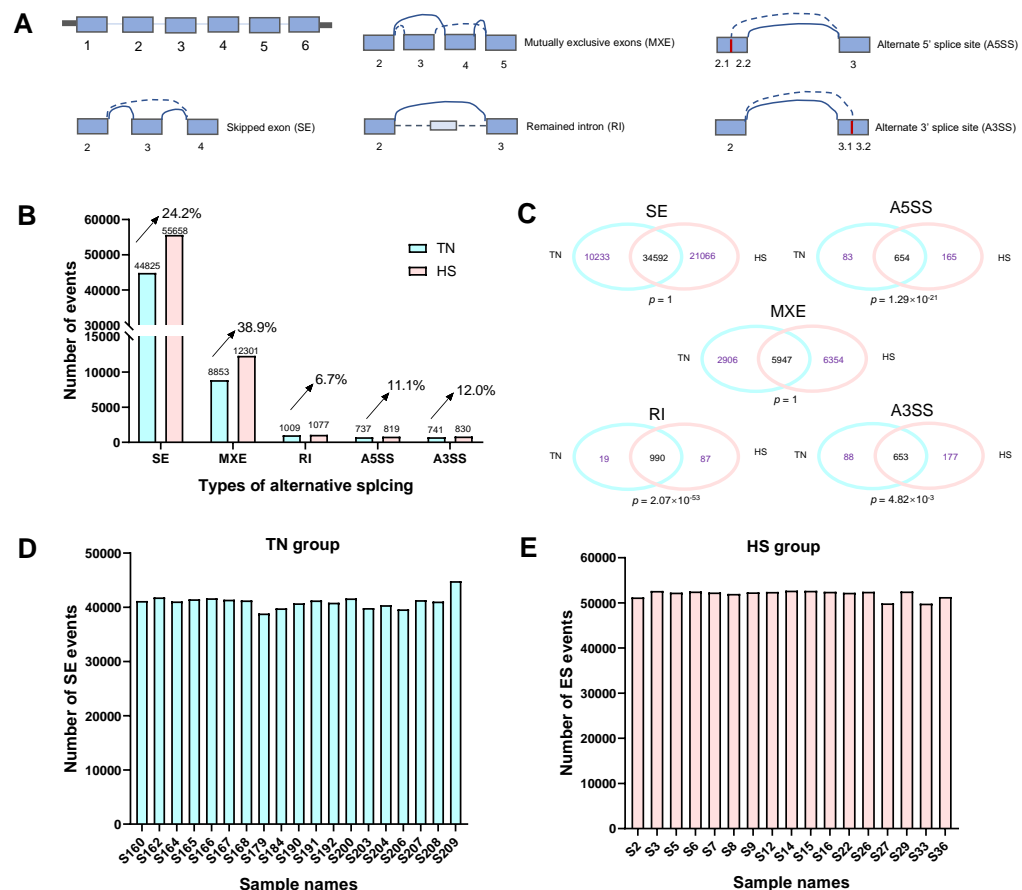 A
1 2 3 4 5 6
2 3 4 5
Mutually exclusive exons (MXE)
2.1 2.2 3
Alternate 5' splice site (A5SS)
2 3 4
Skipped exon (SE)
2 3
Remained intron (RI)
2 3.1 3.2
Alternate 3' splice site (A3SS)
B
Number of events
60000
50000
40000
30000
15000
10000
5000
0
24.2%
44825 55658
38.9%
8853 12301
6.7%
1009 1077
11.1%
737 819
12.0%
741 830
TN
HS
SE MXE RI A5SS A3SS
Types of alternative splcing
C
SE
TN 10233 34592 21066 HS
p = 1
A5SS
TN 83 654 165 HS
p = 1.29×10-21
MXE
TN 2906 5947 6354 HS
p = 1
RI
TN 19 990 87 HS
p = 2.07×10-53
A3SS
TN 88 653 177 HS
p = 4.82×10-3
D
TN group
Number of SE events
50000
40000
30000
20000
10000
0
S160 S162 S164 S165 S166 S167 S168 S179 S184 S190 S191 S192 S200 S203 S204 S206 S207 S208 S209
Sample names
E
HS group
Number of ES events
60000
50000
40000
30000
20000
10000
0
S2 S3 S5 S6 S7 S8 S9 S12 S14 S15 S16 S22 S26 S27 S29 S33 S36
Sample names